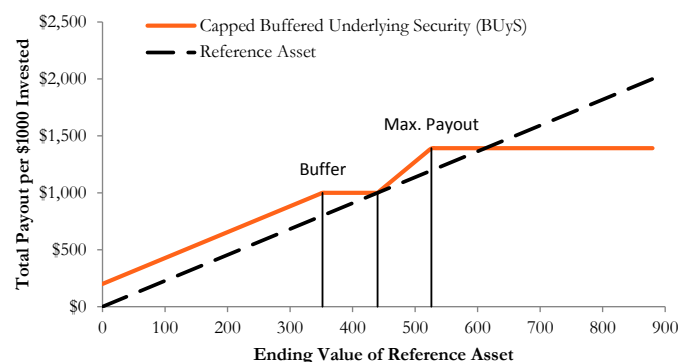 $2,500
Capped Buffered Underlying Security (BUyS)
Reference Asset
$2,000
Max. Payout
$1,500
Buffer
$1,000
$500
$0
Total Payout per $1000 Invested
0 100 200 300 400 500 600 700 800 900
Ending Value of Reference Asset